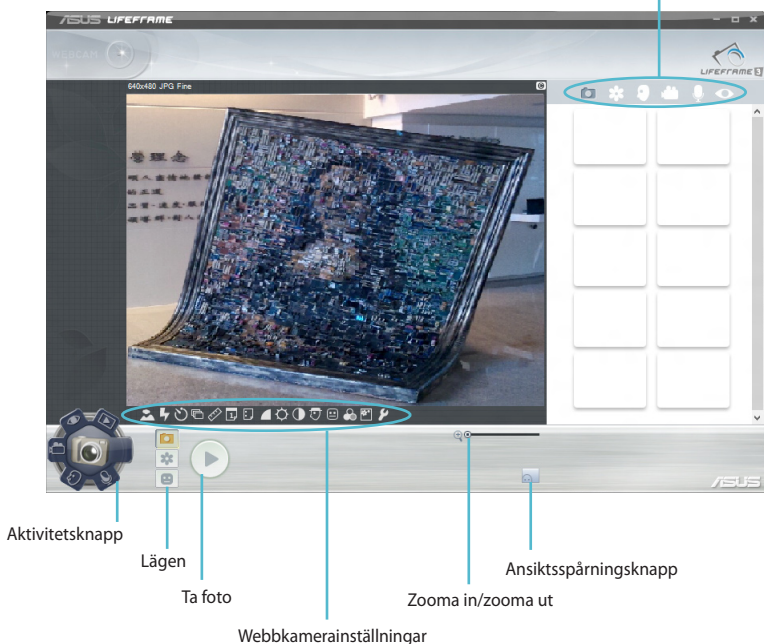 ASUS LIFEFRAME
WEBCAM
LIFEFRAME 3
640x480 JPG Fine
ASUS
Aktivitetsknapp
Lägen
Ansiktsspårningsknapp
Ta foto
Zooma in/zooma ut
Webbkamerainställningar